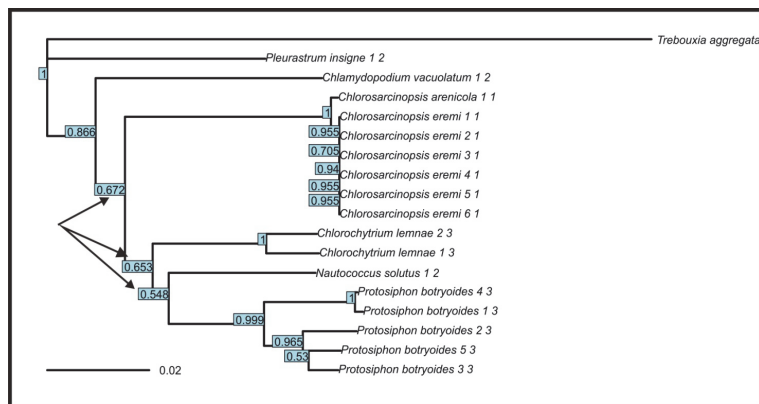 Trebouxia aggregata
Pleurastrum insigne 1 2
1
Chlamydopodium vacuolatum 1 2
Chlorosarcinopsis arenicola 1 1
1
Chlorosarcinopsis eremi 1 1
0.866
0.955
Chlorosarcinopsis eremi 2 1
0.705
Chlorosarcinopsis eremi 3 1
0.94
Chlorosarcinopsis eremi 4 1
0.672
0.955
Chlorosarcinopsis eremi 5 1
0.955
Chlorosarcinopsis eremi 6 1
Chlorochytrium lemnae 2 3
1
Chlorochytrium lemnae 1 3
0.653
Nautococcus solutus 1 2
0.548
Protosiphon botryoides 4 3
1
Protosiphon botryoides 1 3
0.999
Protosiphon botryoides 2 3
0.965
Protosiphon botryoides 5 3
0.53
Protosiphon botryoides 3 3
0.02